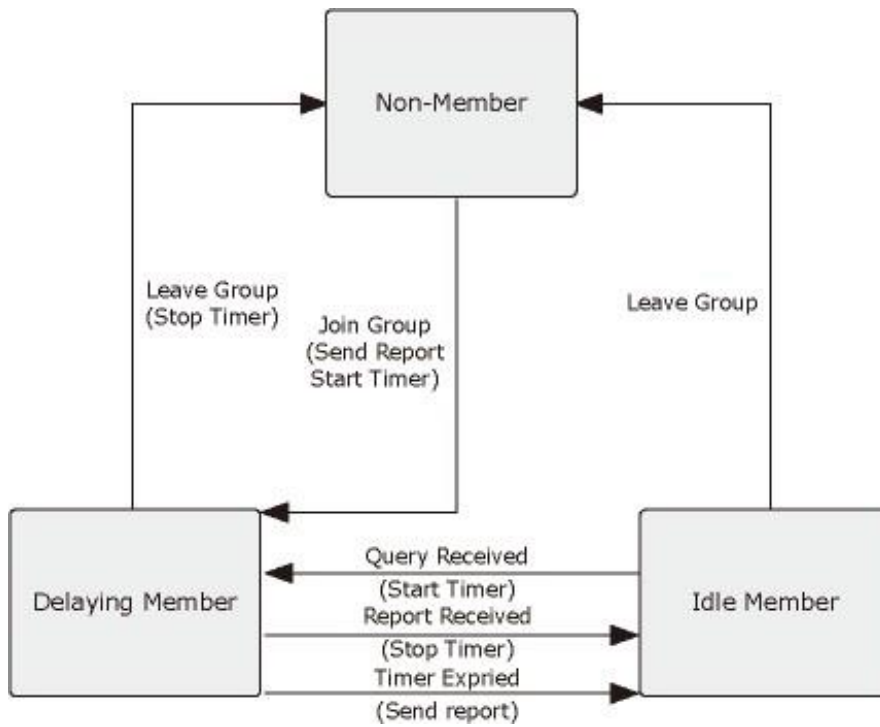 Non-Member
Leave Group
(Stop Timer)
Join Group
(Send Report
Start Timer)
Leave Group
Delaying Member
Query Received
(Start Timer)
Report Received
(Stop Timer)
Timer Expried
(Send report)
Idle Member